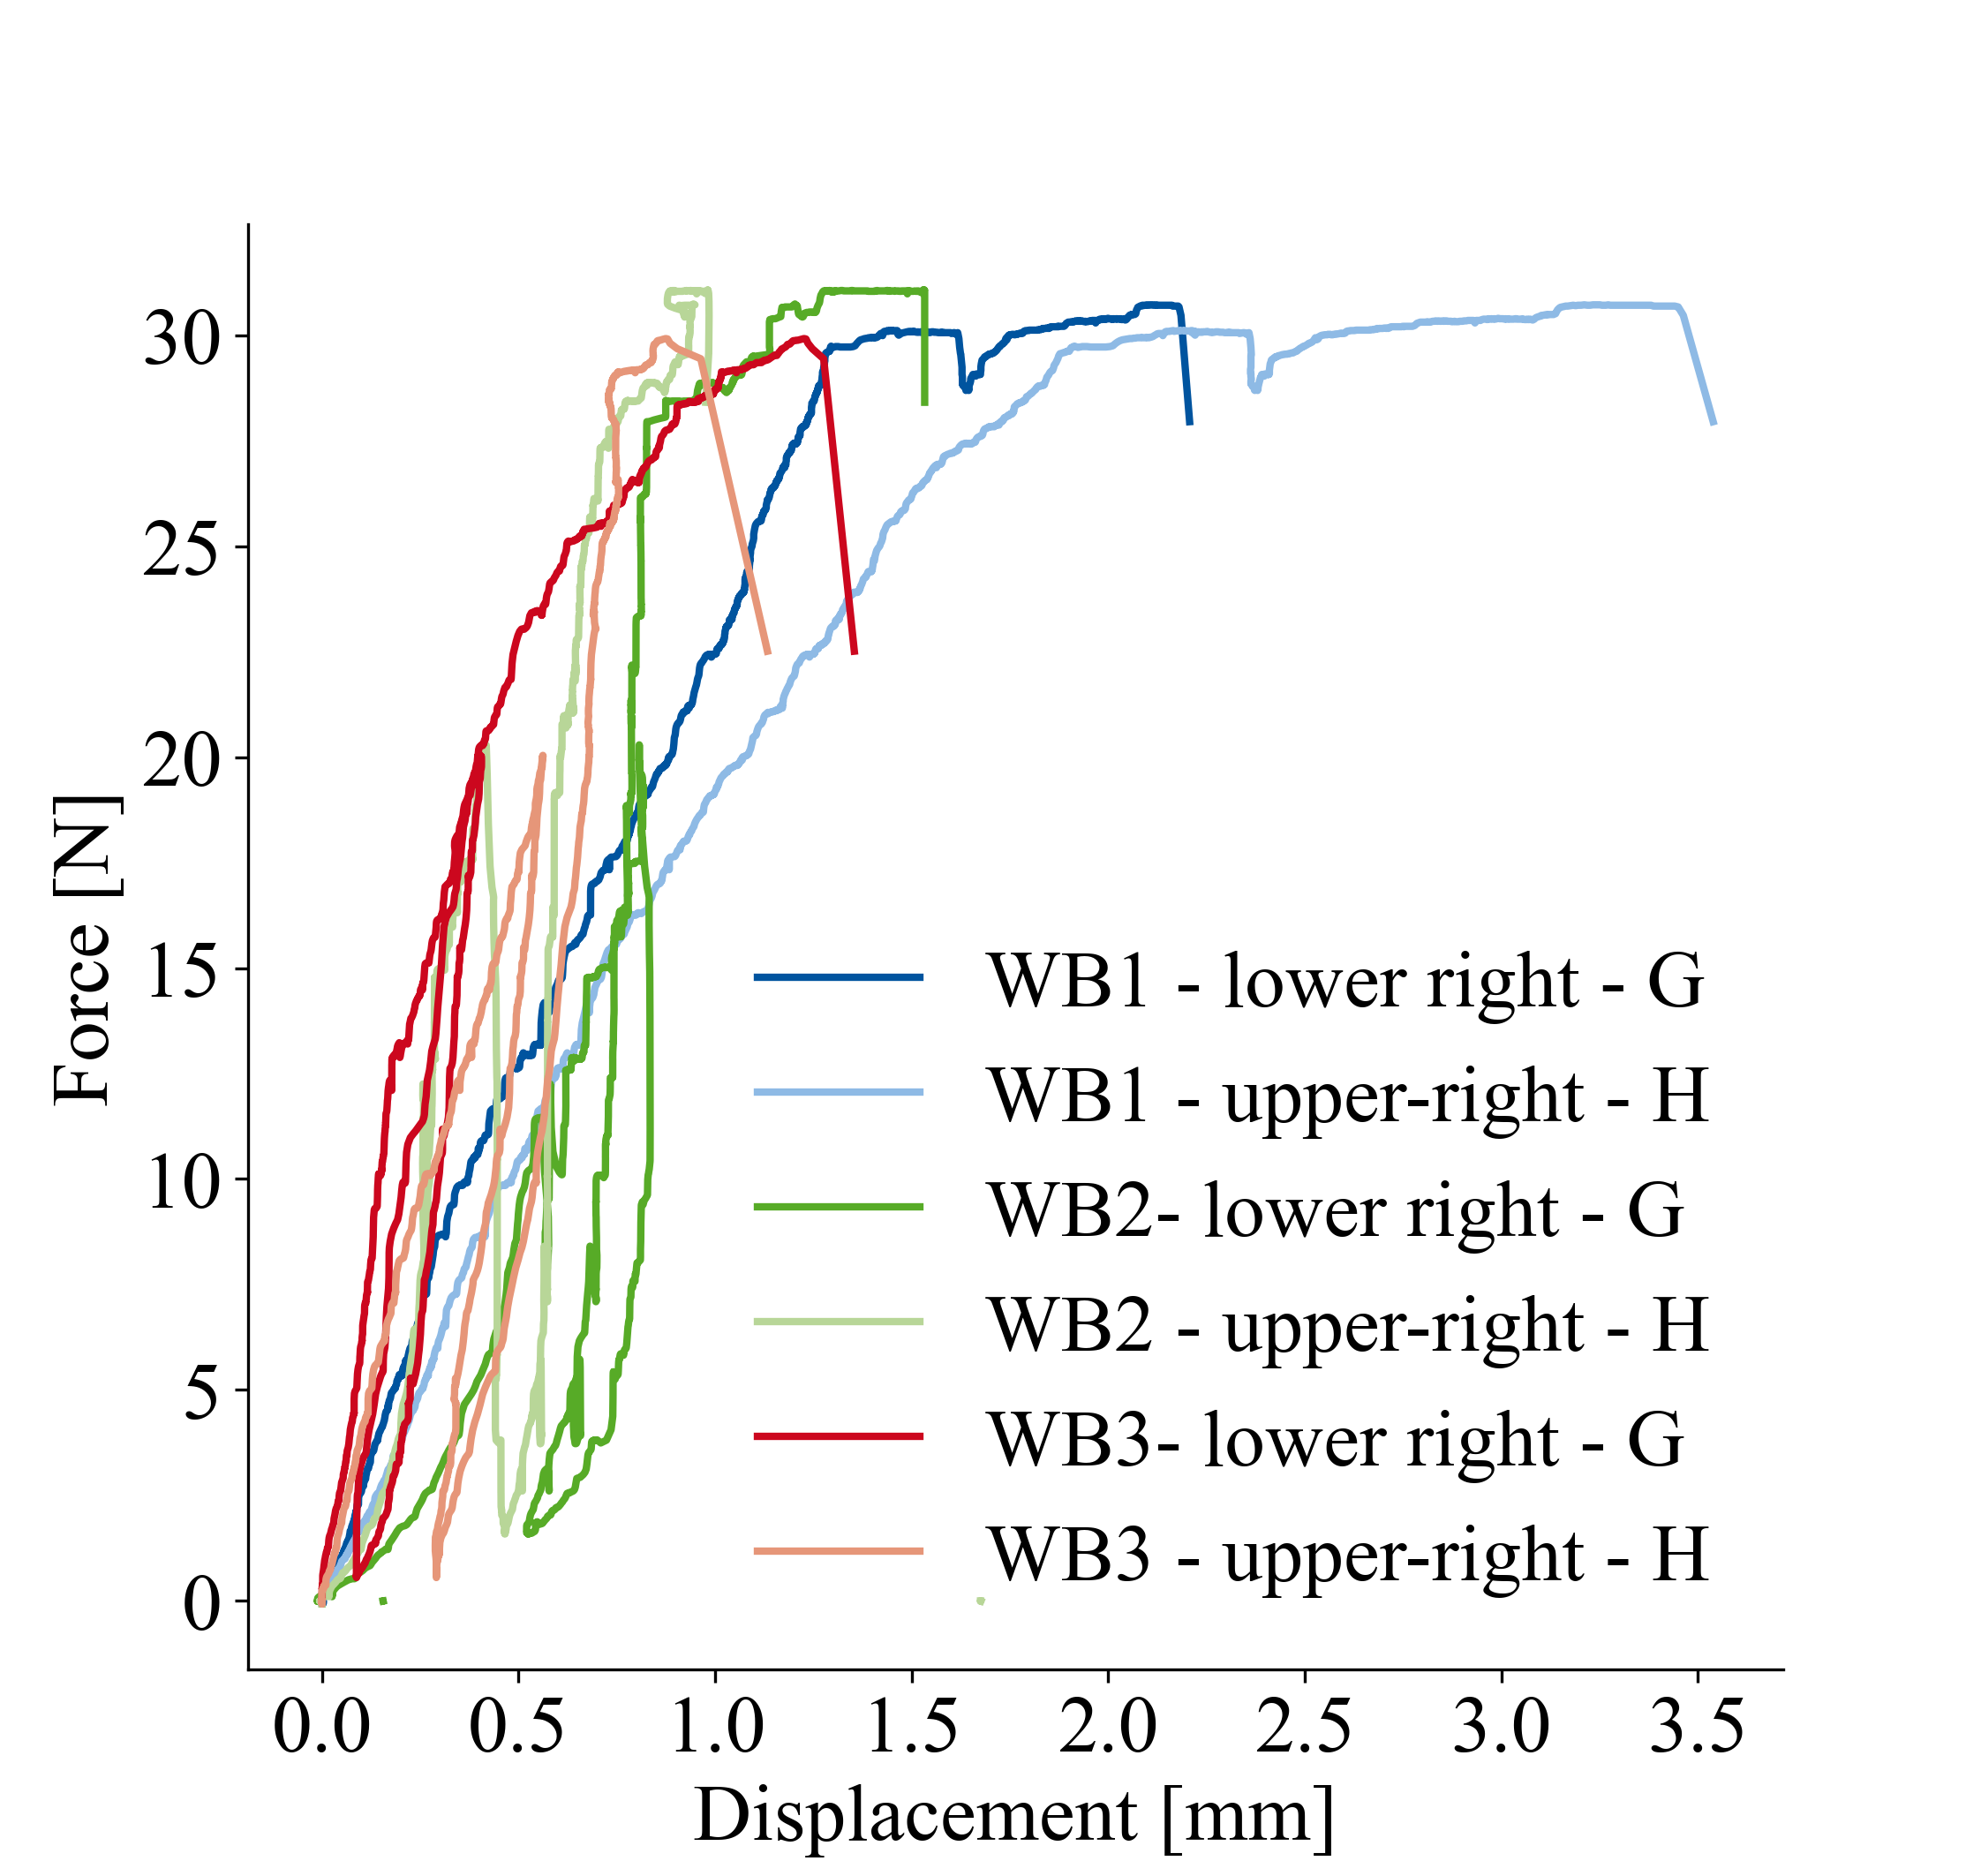 30
25
20
15
10
5
0
Force [N]
WB1 - lower right - G
WB1 - upper-right - H
WB2- lower right - G
WB2 - upper-right - H
WB3- lower right - G
WB3 - upper-right - H
0.0 0.5 1.0 1.5 2.0 2.5 3.0 3.5
Displacement [mm]